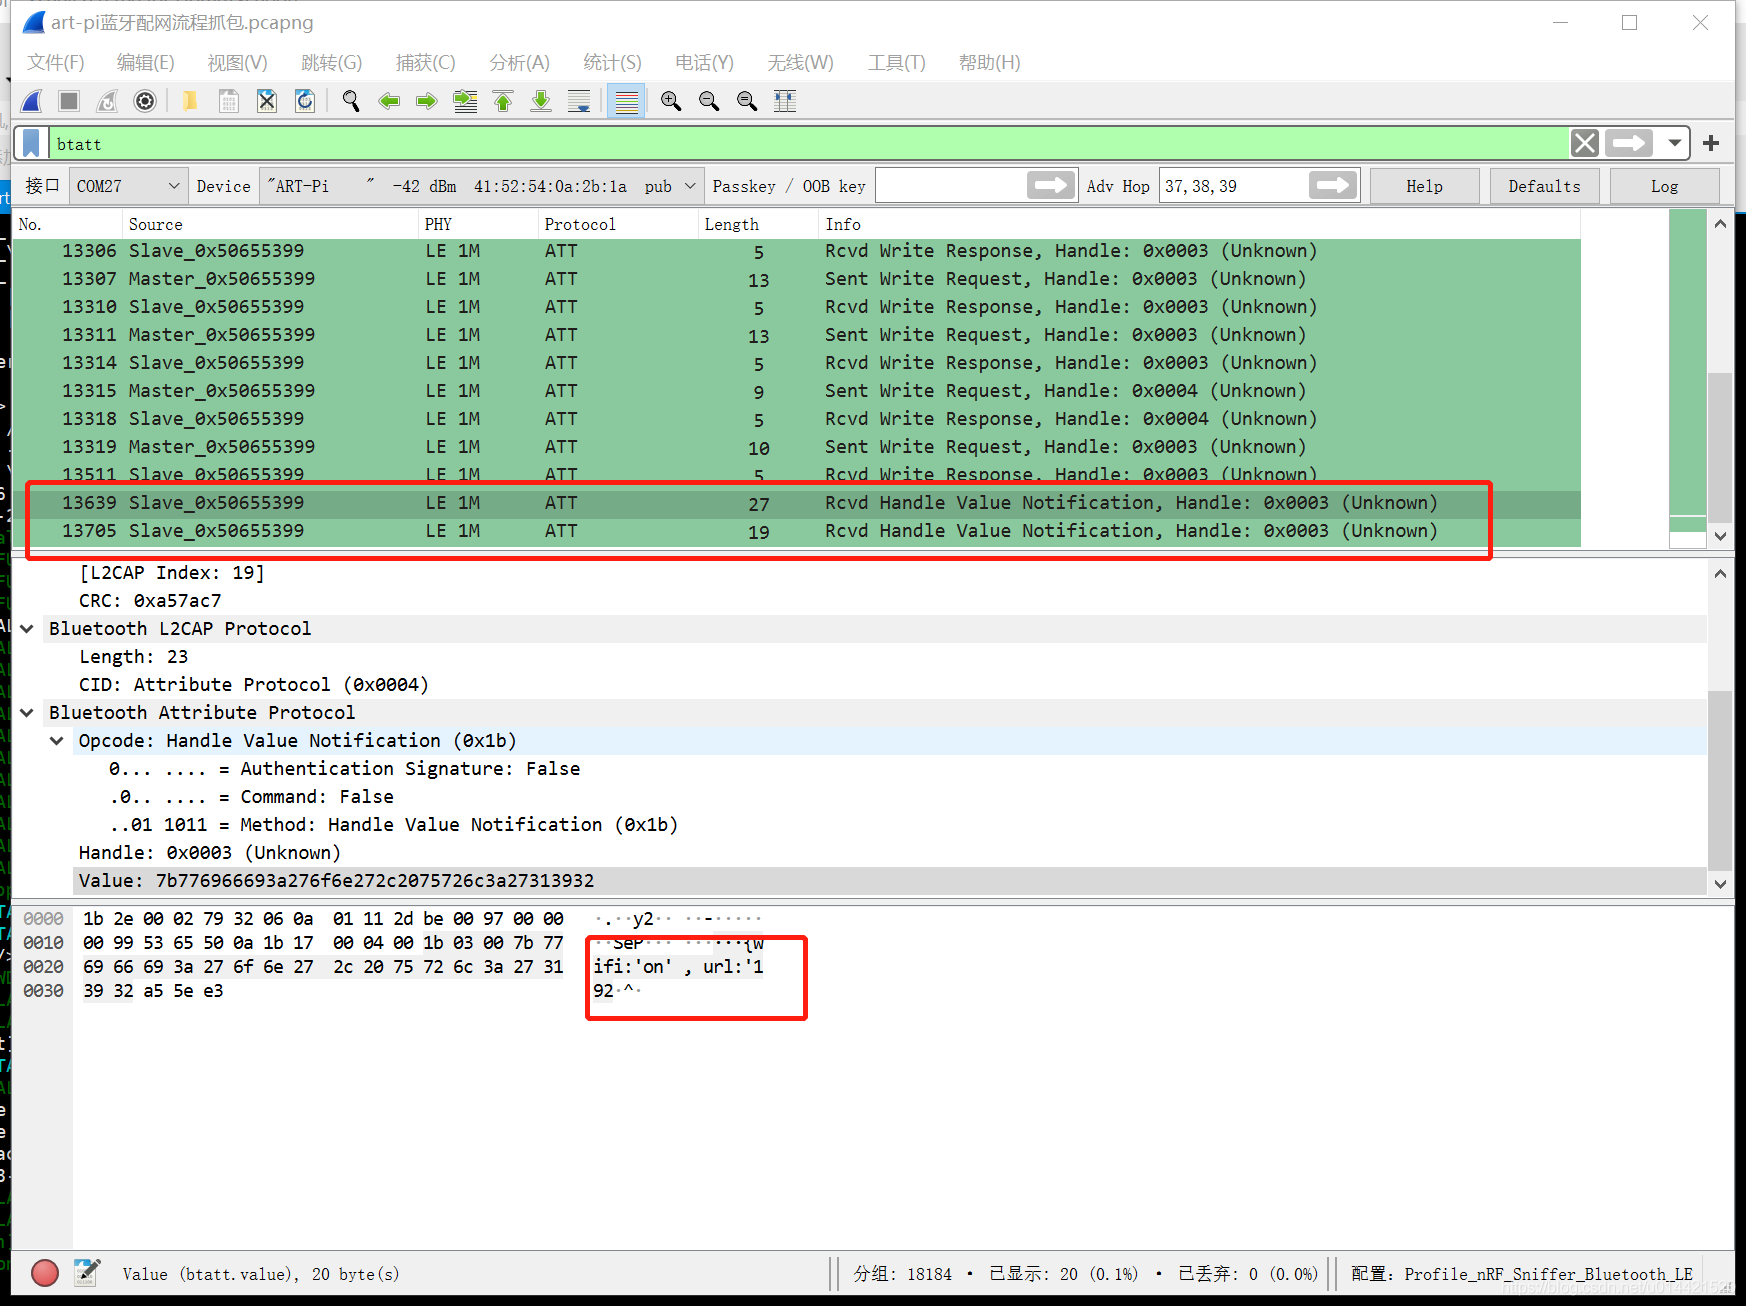 art-pi蓝牙配网流程抓包.pcapng
文件(F) 编辑(E) 视图(V) 跳转(G) 捕获(C) 分析(A) 统计(S) 电话(Y) 无线(W) 工具(T) 帮助(H)
btatt
接口 COM27 Device "ART-Pi " -42 dBm 41:52:54:0a:2b:1a pub Passkey / OOB key Adv Hop 37,38,39 Help Defaults Log
No. Source PHY Protocol Length Info
13306 Slave_0x50655399 LE 1M ATT 5 Rcvd Write Response, Handle: 0x0003 (Unknown)
13307 Master_0x50655399 LE 1M ATT 13 Sent Write Request, Handle: 0x0003 (Unknown)
13310 Slave_0x50655399 LE 1M ATT 5 Rcvd Write Response, Handle: 0x0003 (Unknown)
13311 Master_0x50655399 LE 1M ATT 13 Sent Write Request, Handle: 0x0003 (Unknown)
13314 Slave_0x50655399 LE 1M ATT 5 Rcvd Write Response, Handle: 0x0003 (Unknown)
13315 Master_0x50655399 LE 1M ATT 9 Sent Write Request, Handle: 0x0004 (Unknown)
13318 Slave_0x50655399 LE 1M ATT 5 Rcvd Write Response, Handle: 0x0004 (Unknown)
13319 Master_0x50655399 LE 1M ATT 10 Sent Write Request, Handle: 0x0003 (Unknown)
13511 Slave_0x50655399 LE 1M ATT 5 Rcvd Write Response, Handle: 0x0003 (Unknown)
13639 Slave_0x50655399 LE 1M ATT 27 Rcvd Handle Value Notification, Handle: 0x0003 (Unknown)
13705 Slave_0x50655399 LE 1M ATT 19 Rcvd Handle Value Notification, Handle: 0x0003 (Unknown)
[L2CAP Index: 19]
CRC: 0xa57ac7
Bluetooth L2CAP Protocol
Length: 23
CID: Attribute Protocol (0x0004)
Bluetooth Attribute Protocol
Opcode: Handle Value Notification (0x1b)
0... .... = Authentication Signature: False
.0.. .... = Command: False
..01 1011 = Method: Handle Value Notification (0x1b)
Handle: 0x0003 (Unknown)
Value: 7b776966693a276f6e272c2075726c3a27313932
0000 1b 2e 00 02 79 32 06 0a 01 11 2d be 00 97 00 00 ·.··y2·· ··-·····
0010 00 99 53 65 50 0a 1b 17 00 04 00 1b 03 00 7b 77 ··SeP··· ······{w
0020 69 66 69 3a 27 6f 6e 27 2c 20 75 72 6c 3a 27 31 ifi:'on' , url:'1
0030 39 32 a5 5e e3 92·^·
Value (btatt.value), 20 byte(s) 分组: 18184 · 已显示: 20 (0.1%) · 已丢弃: 0 (0.0%) 配置: Profile_nRF_Sniffer_Bluetooth_LE